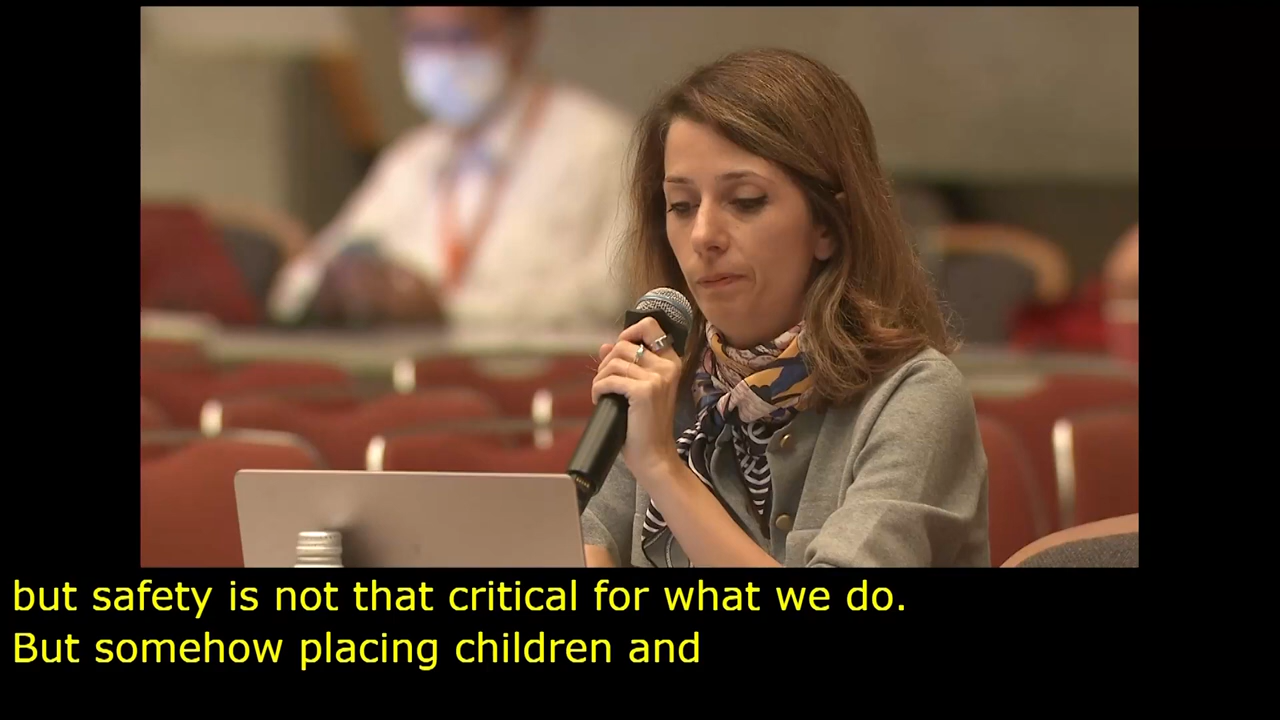 but safety is not that critical for what we do.
But somehow placing children and